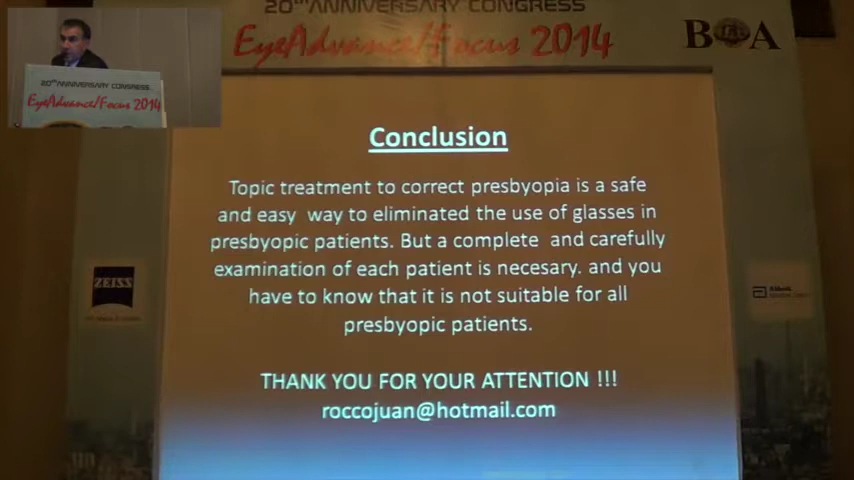 20TH ANNIVERSARY CONGRESS
EyeAdvance/Focus 2014
20TH ANNIVERSARY CONGRESS
EyeAdvance/Focus 2014
BOA
Conclusion
Topic treatment to correct presbyopia is a safe
and easy way to eliminated the use of glasses in
presbyopic patients. But a complete and carefully
examination of each patient is necesary. and you
have to know that it is not suitable for all
presbyopic patients.
THANK YOU FOR YOUR ATTENTION !!!
roccojuan@hotmail.com
ZEISS